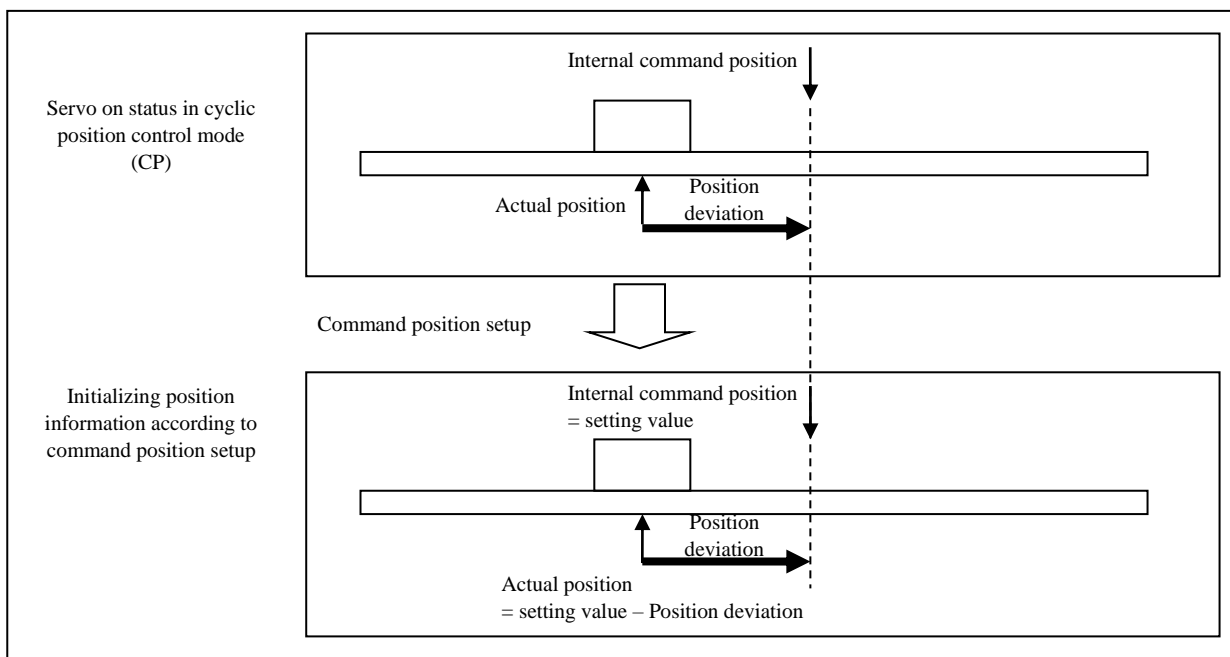 Servo on status in cyclic
position control mode
(CP)
Internal command position
Actual position
Position
deviation
Command position setup
Initializing position
information according to
command position setup
Internal command position
= setting value
Position
deviation
Actual position
= setting value – Position deviation